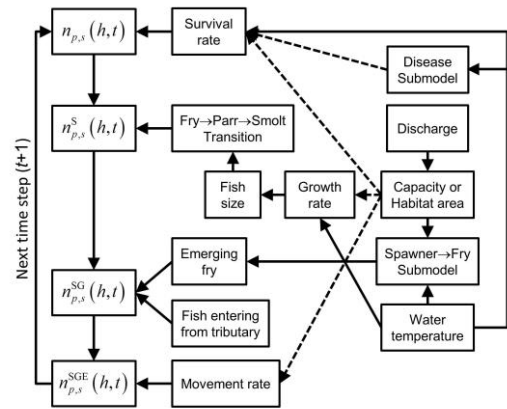 n_{p,s}(h,t)
Survival
rate
Disease
Submodel
n^{S}_{p,s}(h,t)
Fry→Parr→Smolt
Transition
Discharge
Fish
size
Growth
rate
Capacity or
Habitat area
Next time step (t+1)
Emerging
fry
Spawner→Fry
Submodel
n^{SG}_{p,s}(h,t)
Fish entering
from tributary
Water
temperature
n^{SGE}_{p,s}(h,t)
Movement rate